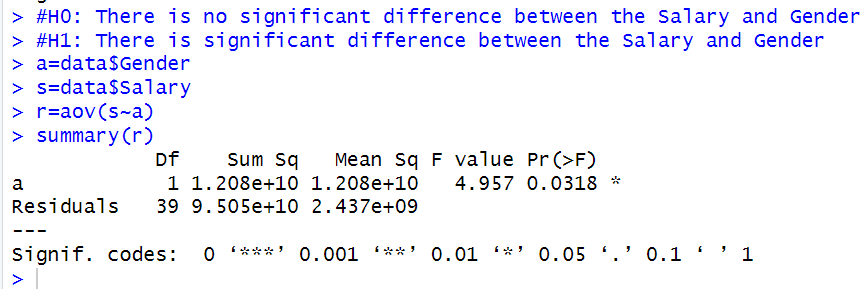 > #H0: There is no significant difference between the Salary and Gender
> #H1: There is significant difference between the Salary and Gender
> a=data$Gender
> s=data$Salary
> r=aov(s~a)
> summary(r)
            Df    Sum Sq   Mean Sq F value Pr(>F)
a            1 1.208e+10 1.208e+10   4.957 0.0318 *
Residuals   39 9.505e+10 2.437e+09
---
Signif. codes:  0 ‘***’ 0.001 ‘**’ 0.01 ‘*’ 0.05 ‘.’ 0.1 ‘ ’ 1
>